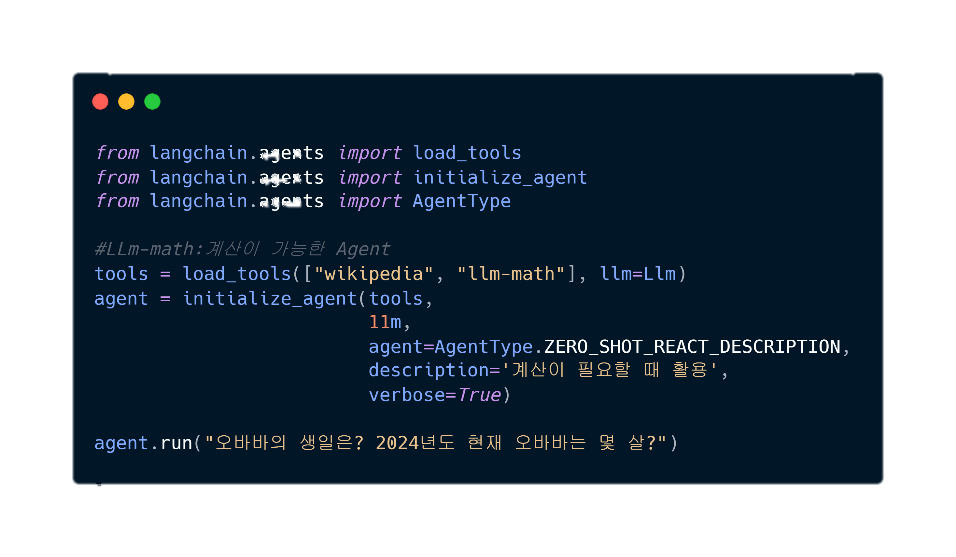 from langchain.agents import load_tools
from langchain.agents import initialize_agent
from langchain.agents import AgentType
#LLm-math:계산이 가능한 Agent
tools = load_tools(["wikipedia", "llm-math"], llm=Llm)
agent = initialize_agent(tools,
11m,
agent=AgentType.ZERO_SHOT_REACT_DESCRIPTION,
description='계산이 필요할 때 활용',
verbose=True)
agent.run("오바바의 생일은? 2024년도 현재 오바바는 몇 살?")